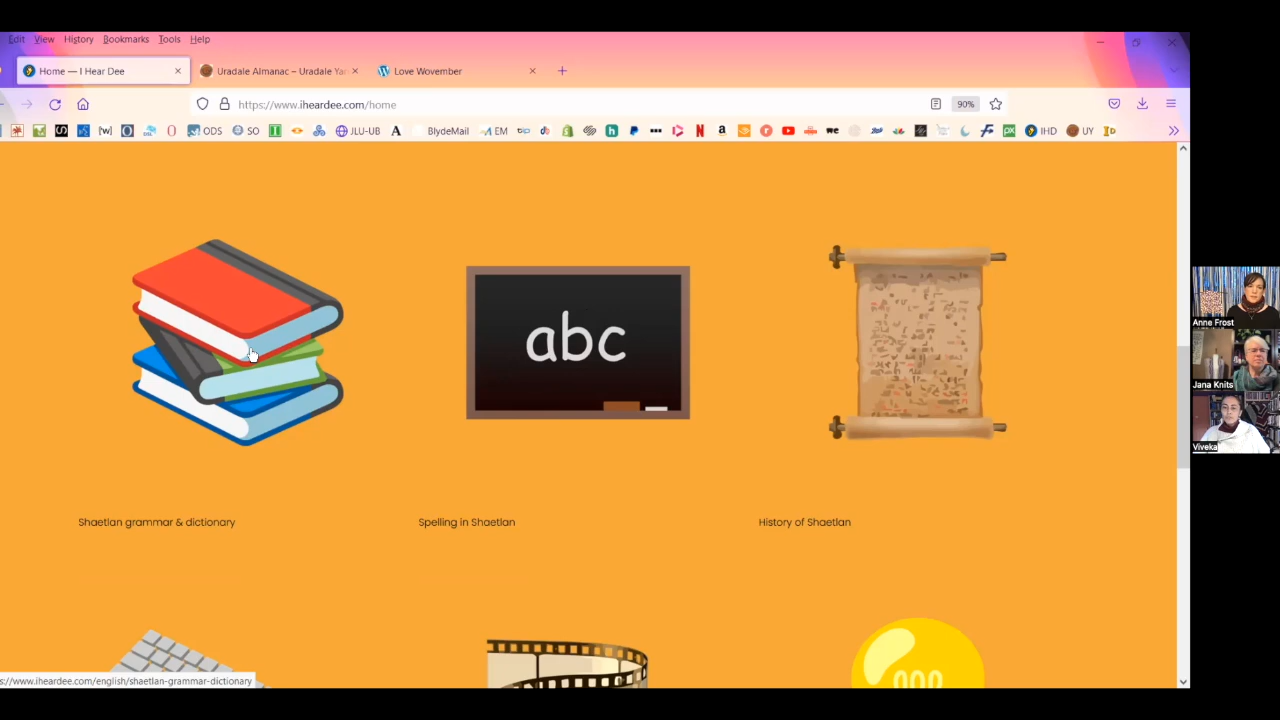 Edit View History Bookmarks Tools Help
Home — I Hear Dee
Uradale Almanac – Uradale Yar
Love Wovember
https://www.iheardee.com/home
90%
ODS SO JLU-UB A BlydeMail EM IHD UY
abc
Shaetlan grammar & dictionary
Spelling in Shaetlan
History of Shaetlan
s://www.iheardee.com/english/shaetlan-grammar-dictionary
Anne Frost
Jana Knits
Viveka